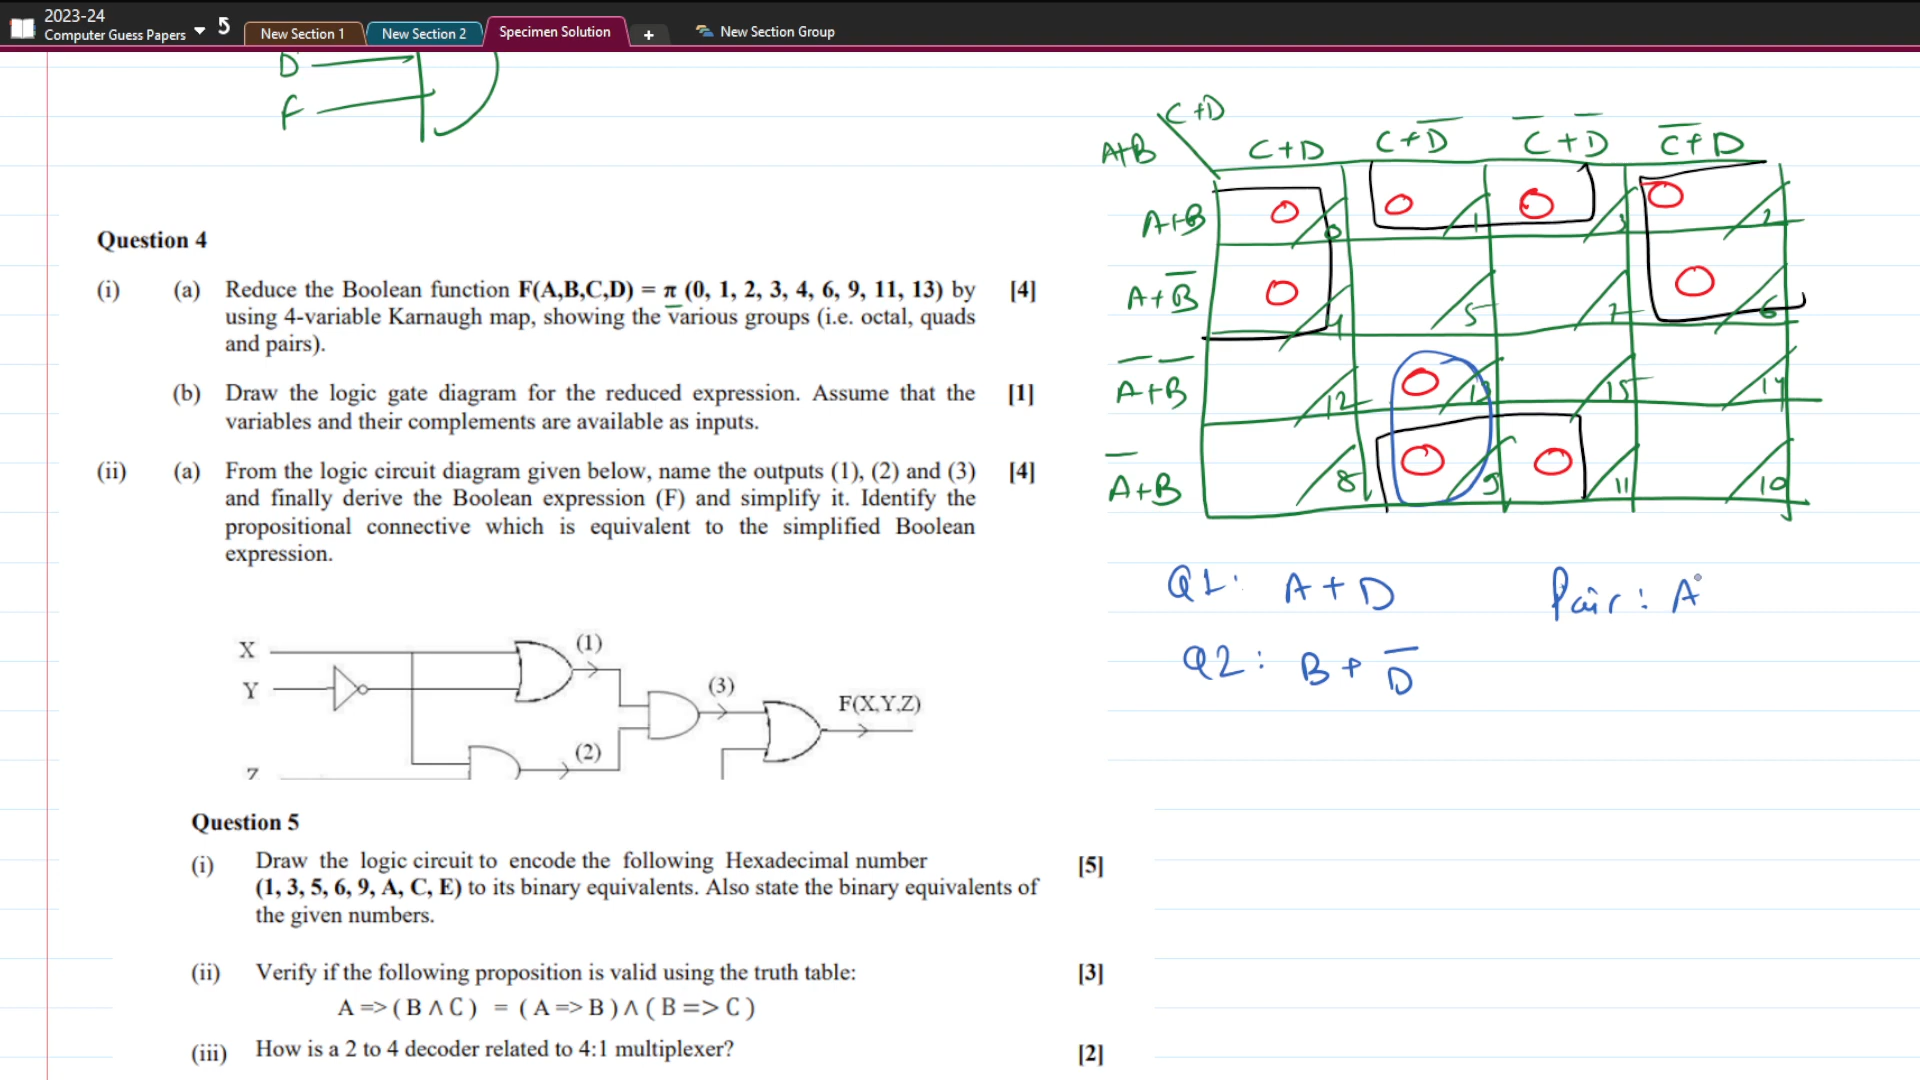 2023-24
Computer Guess Papers
New Section 1
New Section 2
Specimen Solution
+
New Section Group
D
F
Question 4
(i) (a) Reduce the Boolean function F(A,B,C,D) = π (0, 1, 2, 3, 4, 6, 9, 11, 13) by [4]
using 4-variable Karnaugh map, showing the various groups (i.e. octal, quads
and pairs).
(b) Draw the logic gate diagram for the reduced expression. Assume that the [1]
variables and their complements are available as inputs.
(ii) (a) From the logic circuit diagram given below, name the outputs (1), (2) and (3) [4]
and finally derive the Boolean expression (F) and simplify it. Identify the
propositional connective which is equivalent to the simplified Boolean
expression.
X
Y
Z
(1)
(2)
(3)
F(X,Y,Z)
Question 5
(i) Draw the logic circuit to encode the following Hexadecimal number [5]
(1, 3, 5, 6, 9, A, C, E) to its binary equivalents. Also state the binary equivalents of
the given numbers.
(ii) Verify if the following proposition is valid using the truth table: [3]
A => ( B ∧ C ) = ( A => B ) ∧ ( B => C )
(iii) How is a 2 to 4 decoder related to 4:1 multiplexer? [2]
C+D
A+B
C+D C+D̅ C̅+D̅ C̅+D
A+B 0 0 0 1 0 3 0 2
A+B̅ 0 4 5 7 0 6
A̅+B̅ 12 0 13 15 14
A̅+B 8 0 9 0 11 10
Q1: A+D
Q2: B+D̅
Pair: A